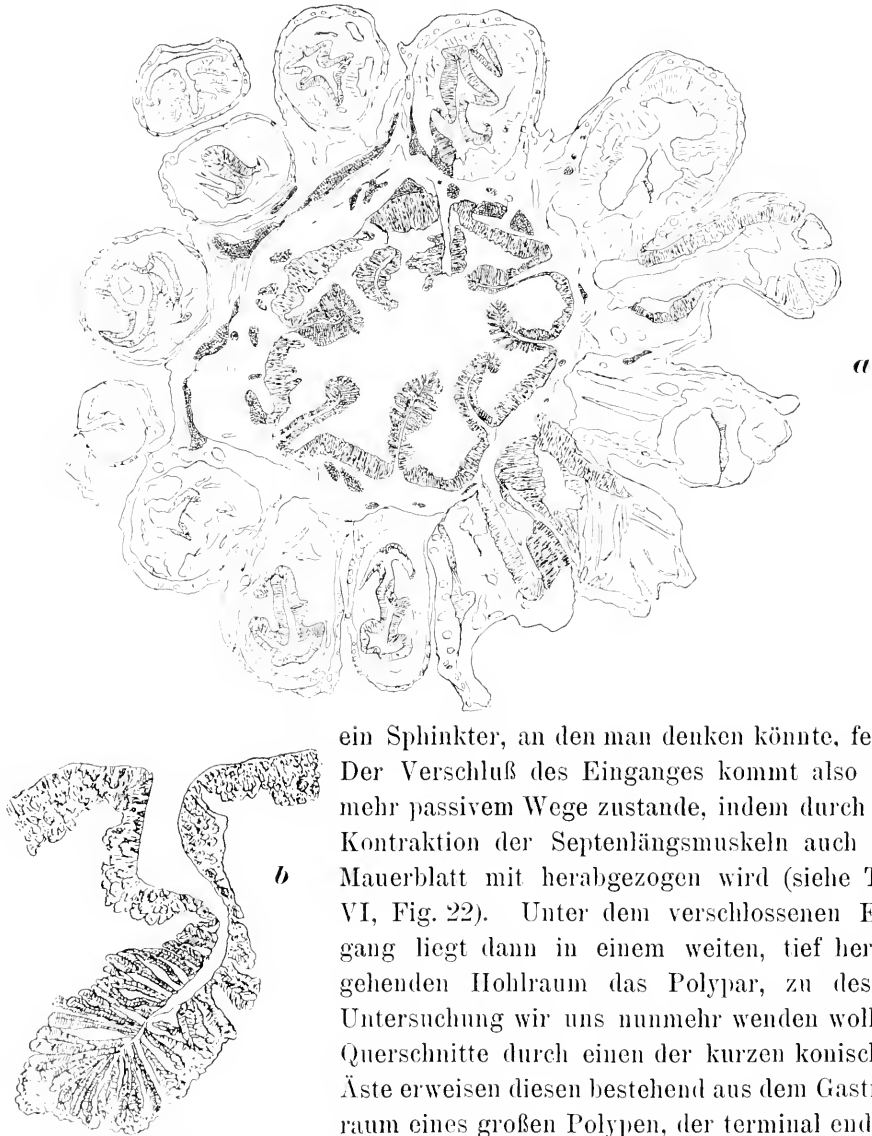 a
ein Sphinkter, an den man denken könnte, fe
Der Verschluß des Einganges kommt also
mehr passivem Wege zustande, indem durch
Kontraktion der Septenlängsmuskeln auch
b
Mauerblatt mit herabgezogen wird (siehe T
VI, Fig. 22). Unter dem verschlossenen E
gang liegt dann in einem weiten, tief her
gehenden Hohlraum das Polypar, zu des
Untersuchung wir uns nunmehr wenden woll
Querschnitte durch einen der kurzen konisch
Äste erweisen diesen bestehend aus dem Gast
raum eines großen Polypen, der terminal end